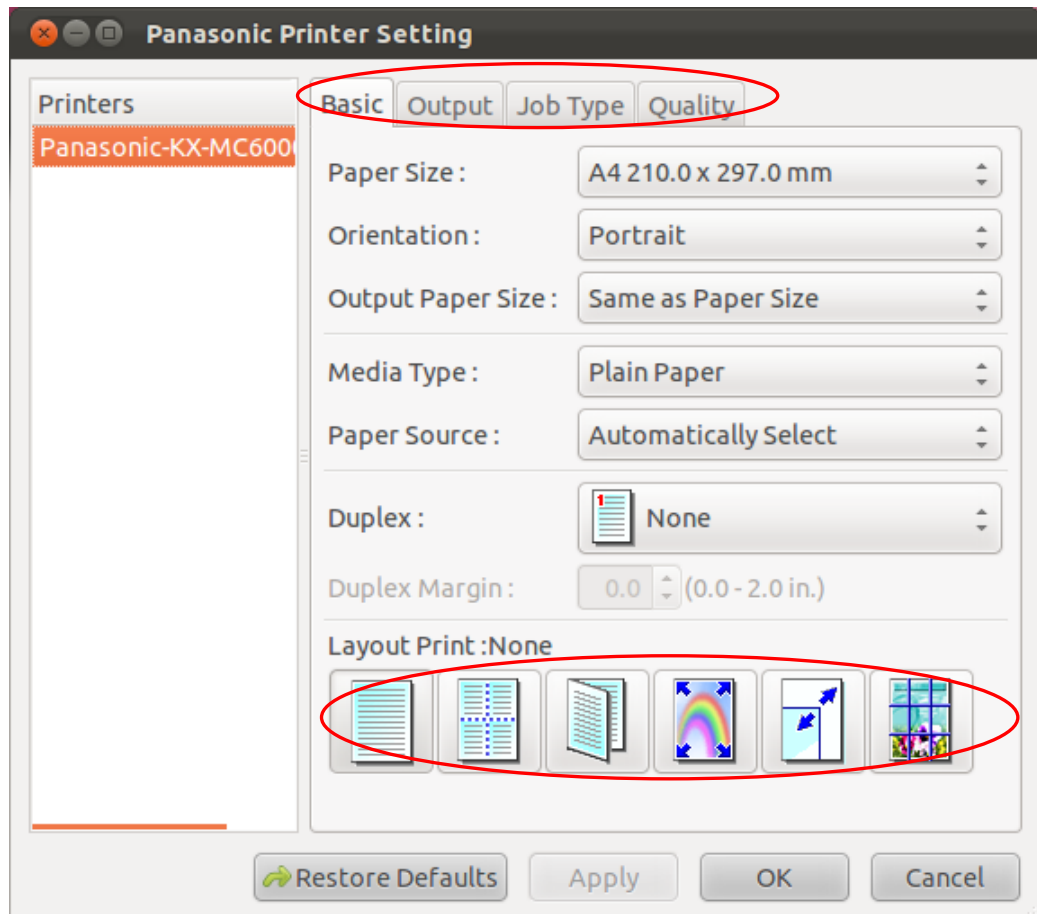 Panasonic Printer Setting
Printers
Panasonic-KX-MC600
Basic Output Job Type Quality
Paper Size : A4 210.0 x 297.0 mm
Orientation : Portrait
Output Paper Size : Same as Paper Size
Media Type : Plain Paper
Paper Source : Automatically Select
Duplex : 1 None
Duplex Margin : 0.0 (0.0 - 2.0 in.)
Layout Print :None
Restore Defaults Apply OK Cancel